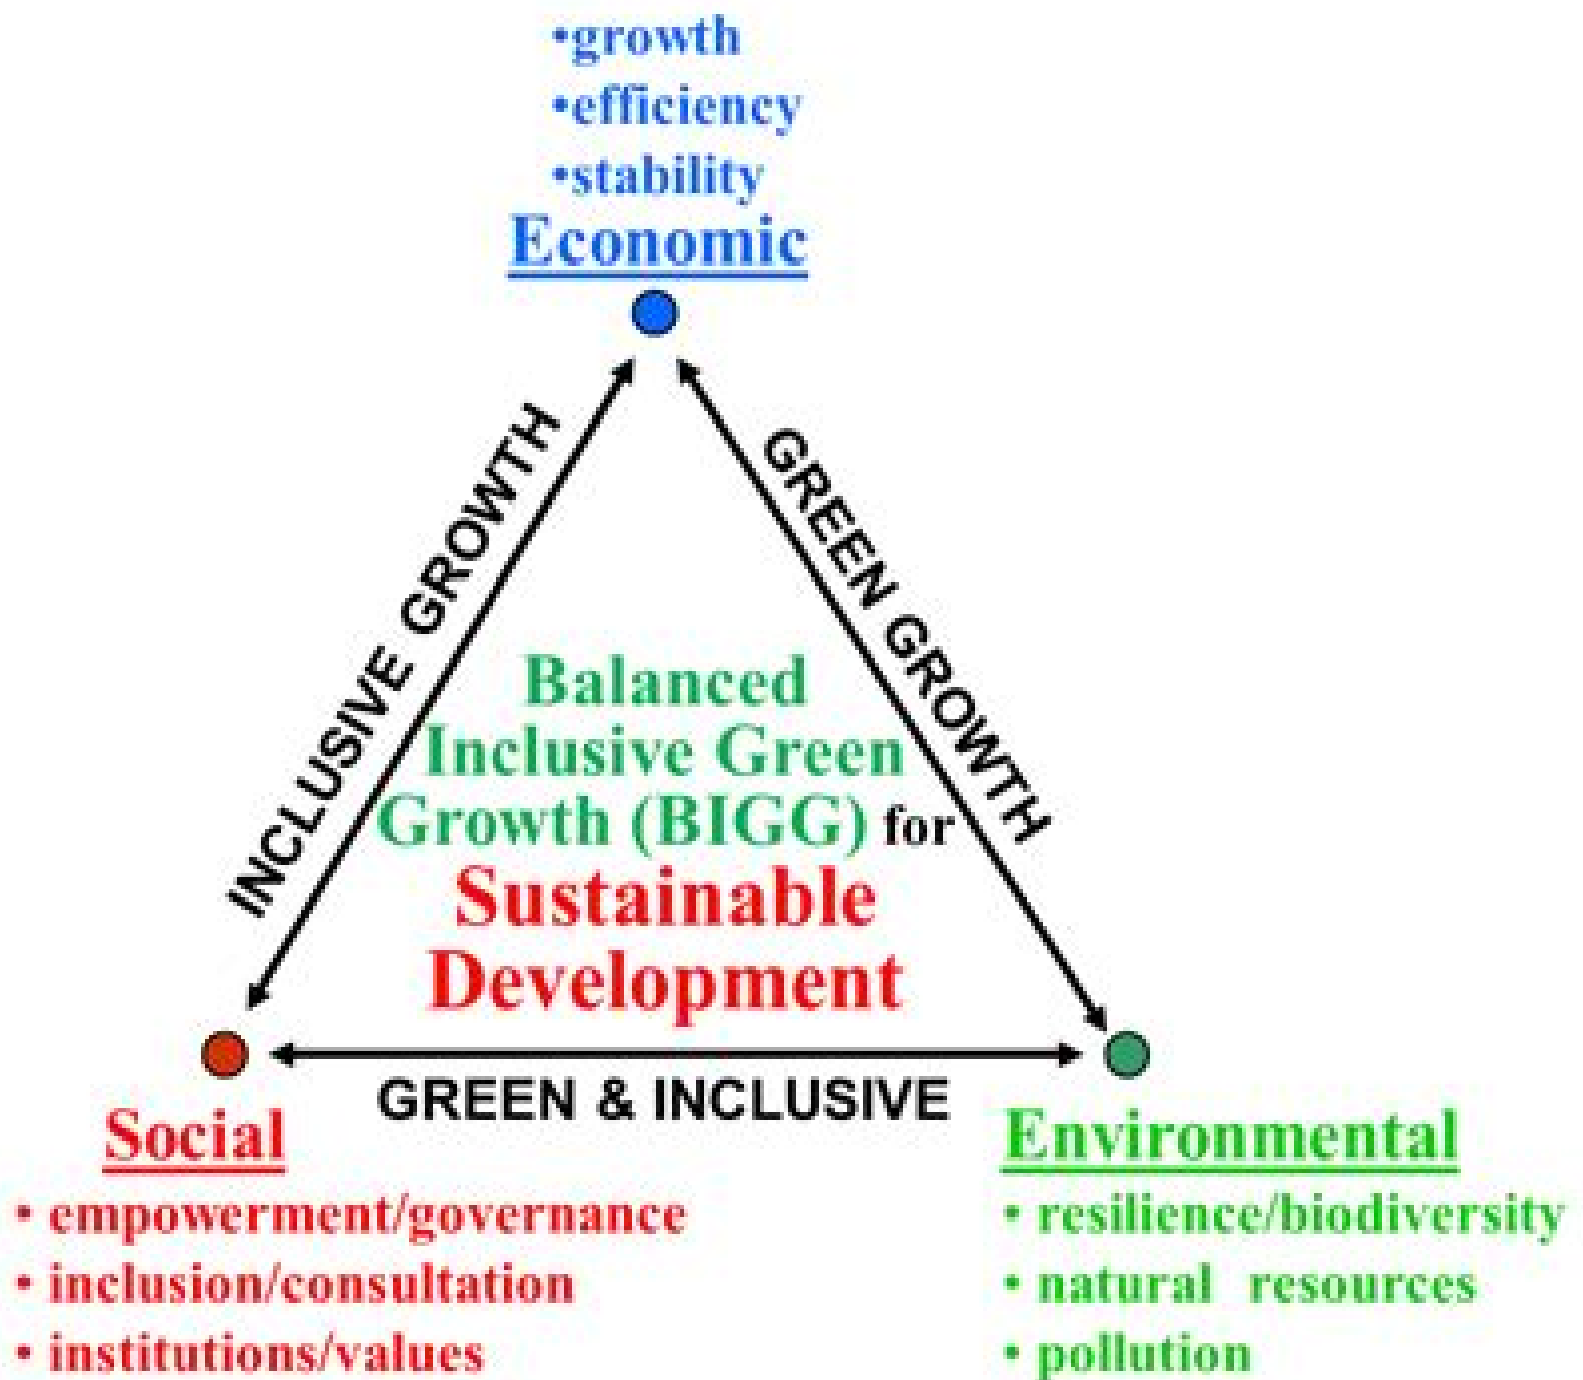 •growth
•efficiency
•stability
Economic
INCLUSIVE GROWTH
GREEN GROWTH
Balanced
Inclusive Green
Growth (BIGG) for
Sustainable
Development
GREEN & INCLUSIVE
Social
• empowerment/governance
• inclusion/consultation
• institutions/values
Environmental
• resilience/biodiversity
• natural resources
• pollution